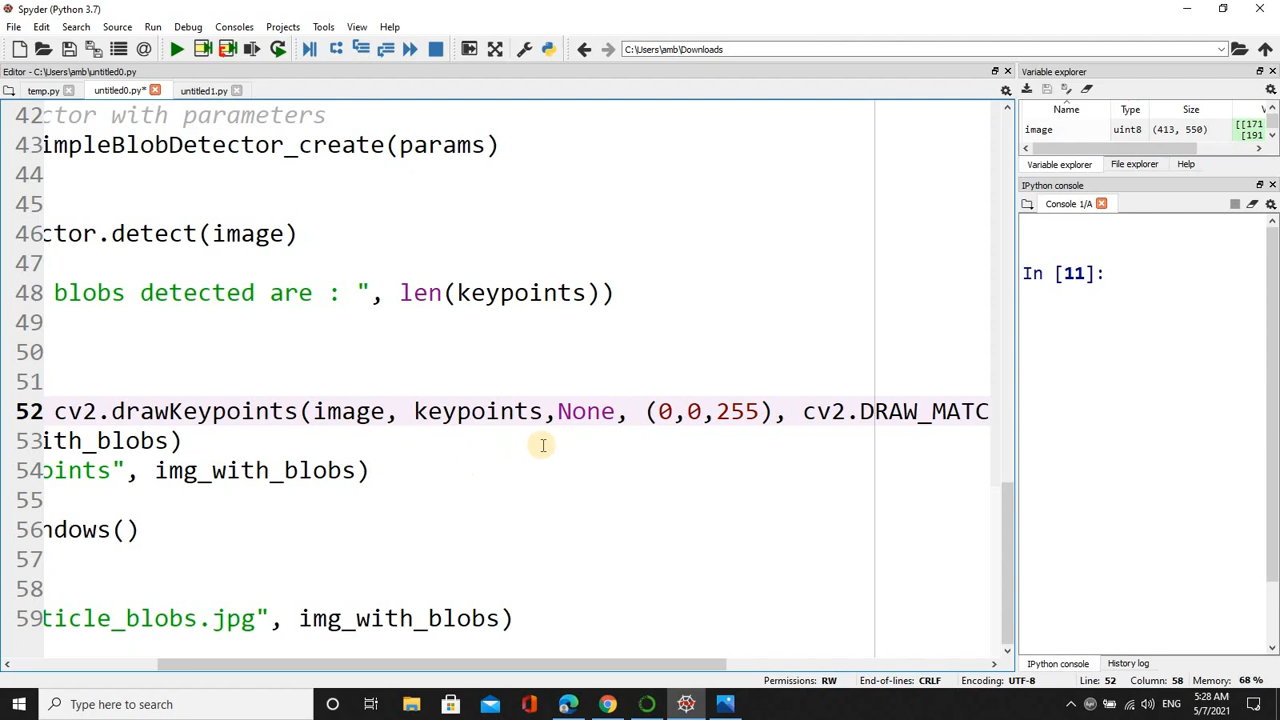 Spyder (Python 3.7)
File Edit Search Source Run Debug Consoles Projects Tools View Help
C:\Users\amb\Downloads
Editor - C:\Users\amb\untitled0.py
temp.py untitled0.py* untitled1.py
42 ctor with parameters
43 impleBlobDetector_create(params)
44
45
46 ctor.detect(image)
47
48 blobs detected are : ", len(keypoints))
49
50
51
52 cv2.drawKeypoints(image, keypoints,None, (0,0,255), cv2.DRAW_MATC
53 ith_blobs)
54 oints", img_with_blobs)
55
56 ndows()
57
58
59 ticle_blobs.jpg", img_with_blobs)
Variable explorer
Name Type Size
image uint8 (413, 550) [[171
[191
Variable explorer File explorer Help
IPython console
Console 1/A
In [11]:
IPython console History log
Permissions: RW End-of-lines: CRLF Encoding: UTF-8 Line: 52 Column: 58 Memory: 68 %
Type here to search
ENG
5:28 AM
5/7/2021